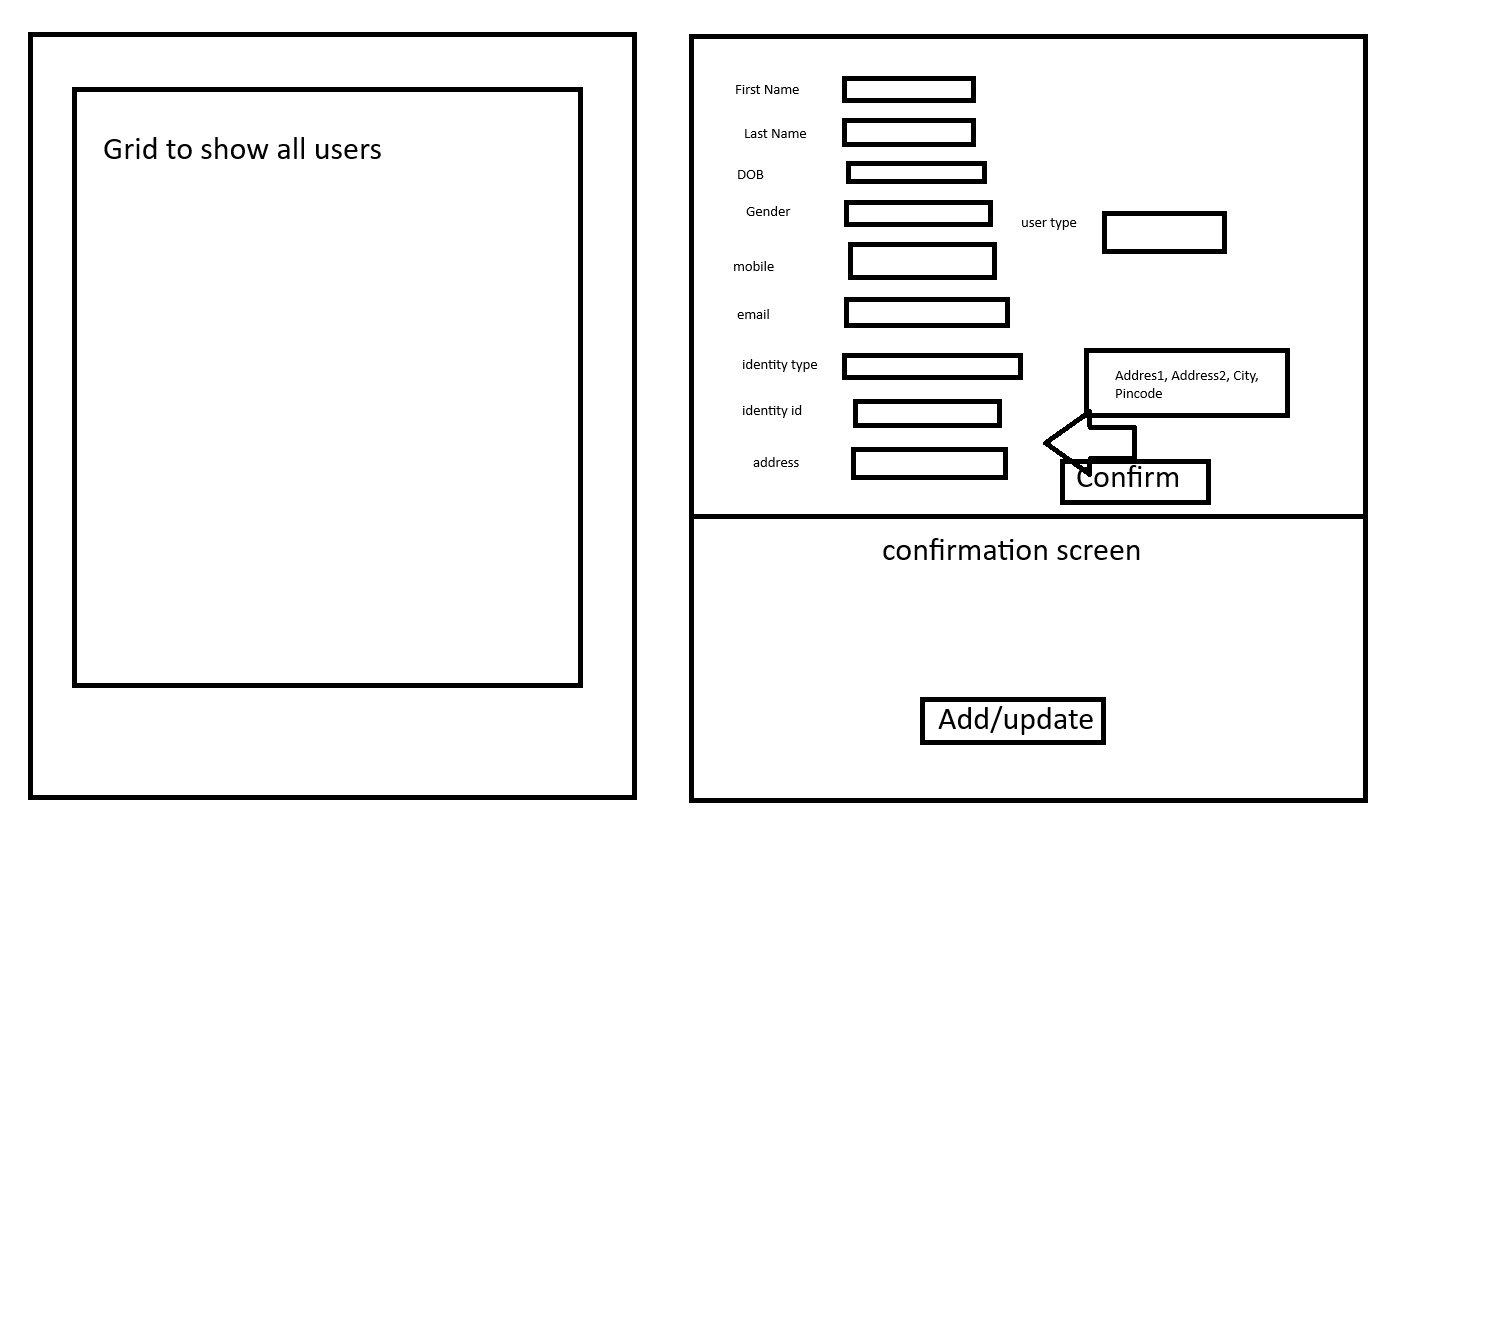 Grid to show all users
First Name
Last Name
DOB
Gender
user type
mobile
email
identity type
Addres1, Address2, City,
Pincode
identity id
address
Confirm
confirmation screen
Add/update